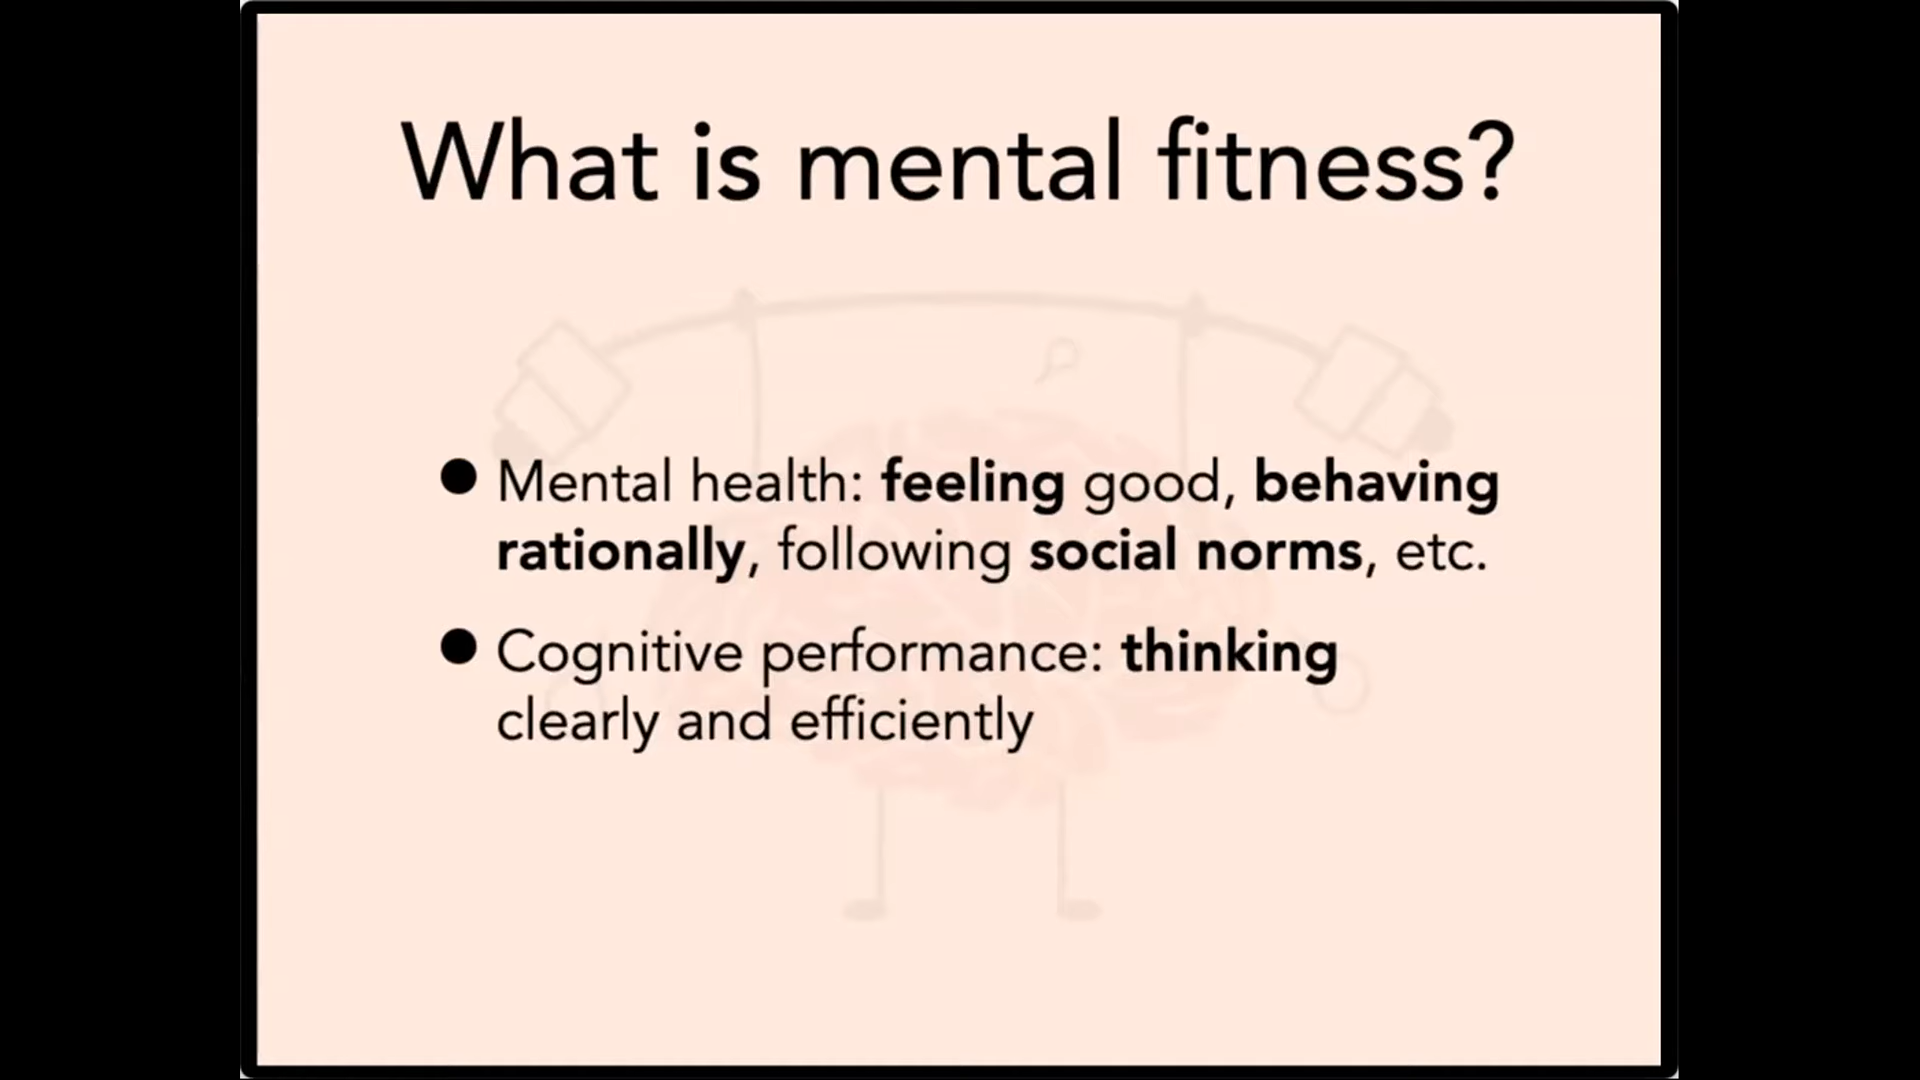 What is mental fitness?
● Mental health: feeling good, behaving
rationally, following social norms, etc.
● Cognitive performance: thinking
clearly and efficiently